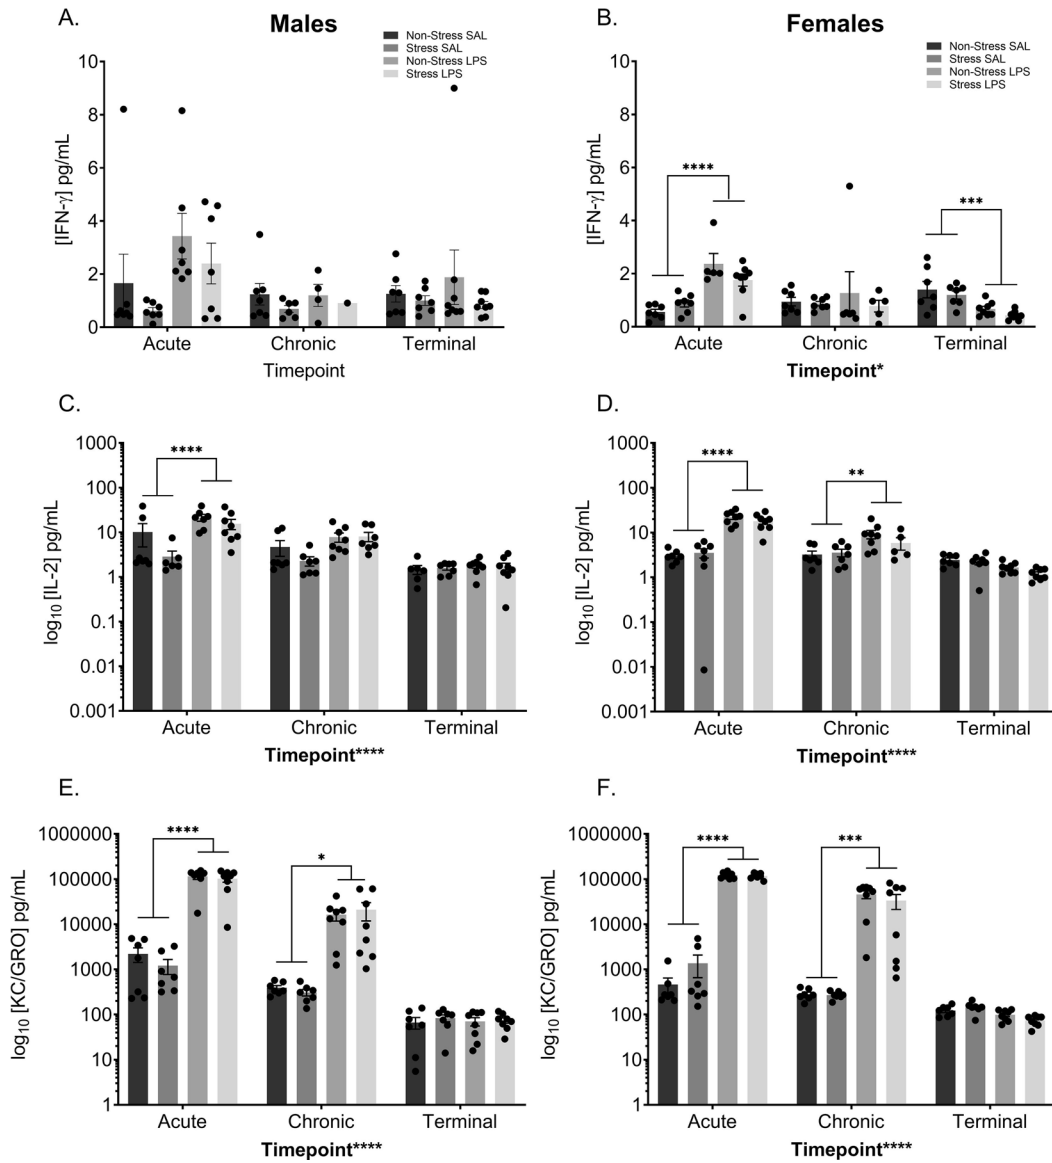 A.
Males
Non-Stress SAL
Stress SAL
Non-Stress LPS
Stress LPS
[IFN-γ] pg/mL
10
8
6
4
2
0
Acute
Chronic
Terminal
Timepoint
B.
Females
Non-Stress SAL
Stress SAL
Non-Stress LPS
Stress LPS
[IFN-γ] pg/mL
10
8
6
4
2
0
****
***
Acute
Chronic
Terminal
Timepoint*
C.
log10 [IL-2] pg/mL
1000
100
10
1
0.1
0.01
0.001
****
Acute
Chronic
Terminal
Timepoint****
D.
log10 [IL-2] pg/mL
1000
100
10
1
0.1
0.01
0.001
****
**
Acute
Chronic
Terminal
Timepoint****
E.
log10 [KC/GRO] pg/mL
1000000
100000
10000
1000
100
10
1
****
*
Acute
Chronic
Terminal
Timepoint****
F.
log10 [KC/GRO] pg/mL
1000000
100000
10000
1000
100
10
1
****
***
Acute
Chronic
Terminal
Timepoint****